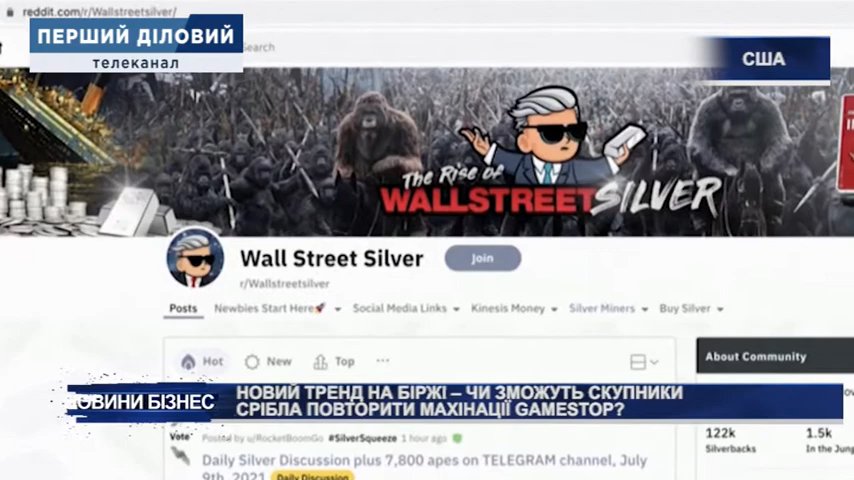 reddit.com/r/Wallstreetsilver/
ПЕРШИЙ ДІЛОВИЙ
телеканал
Search
США
The Rise of
WALLSTREETSILVER
Wall Street Silver
Join
r/Wallstreetsilver
Posts Newbies Start Here🚀 Social Media Links Kinesis Money Silver Miners Buy Silver
Hot New Top ...
About Community
ОВИНИ БІЗНЕС
НОВИЙ ТРЕНД НА БІРЖІ – ЧИ ЗМОЖУТЬ СКУПНИКИ
СРІБЛА ПОВТОРИТИ МАХІНАЦІЇ GAMESTOP?
Vote Posted by u/RocketBoomGo #SilverSqueeze 1 hour ago
122k 1.5k
Silverbacks In the Jung
Daily Silver Discussion plus 7,800 apes on TELEGRAM channel, July
9th, 2021 Daily Discussion